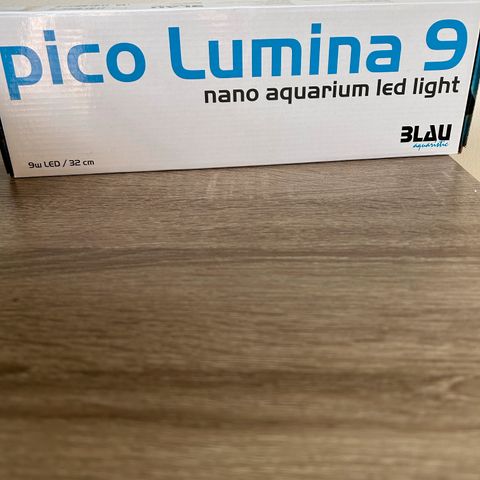 pico Lumina 9
nano aquarium led light
BLAU
aquaristic
9w LED / 32 cm